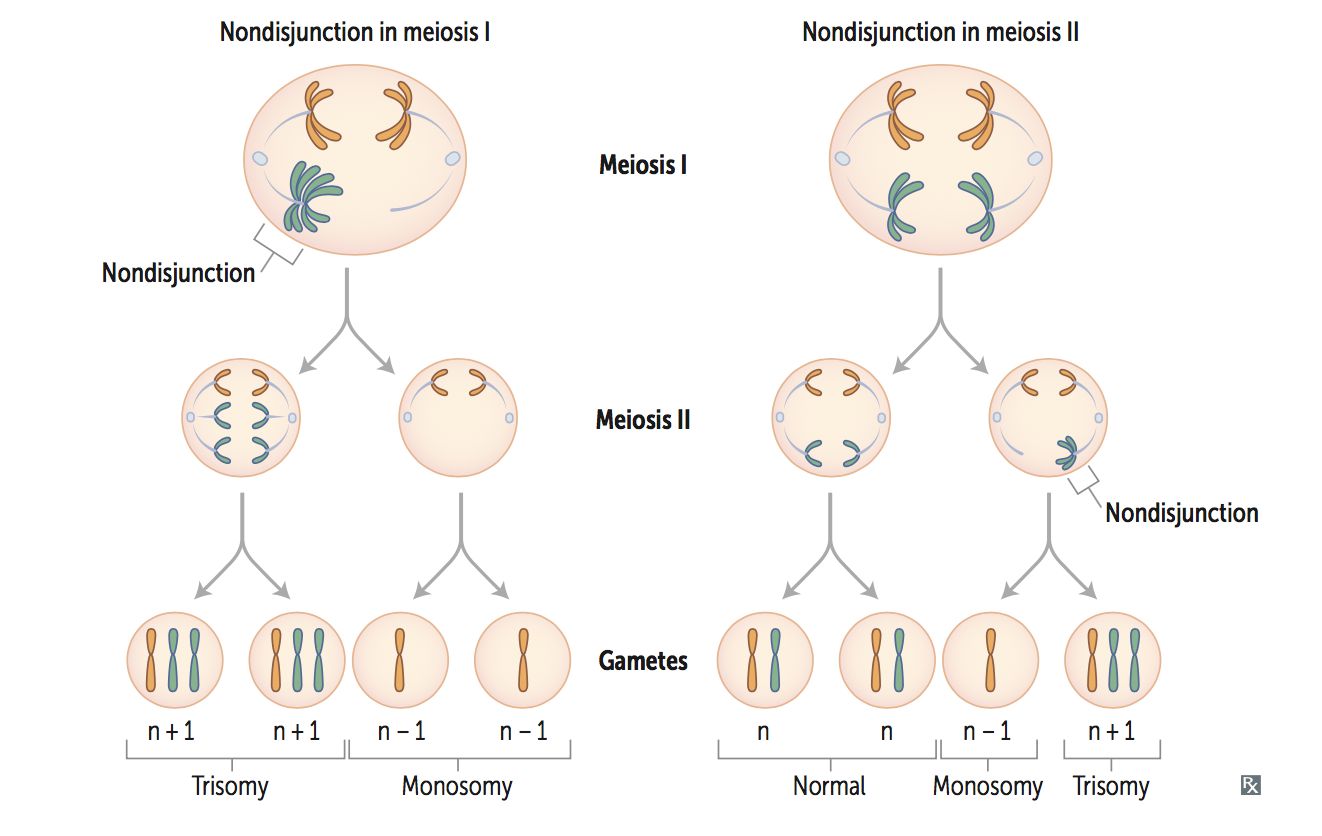 Nondisjunction in meiosis I
Nondisjunction in meiosis II
Meiosis I
Nondisjunction
Meiosis II
Nondisjunction
Gametes
n + 1
n + 1
n – 1
n – 1
n
n
n – 1
n + 1
Trisomy
Monosomy
Normal
Monosomy
Trisomy
Rx